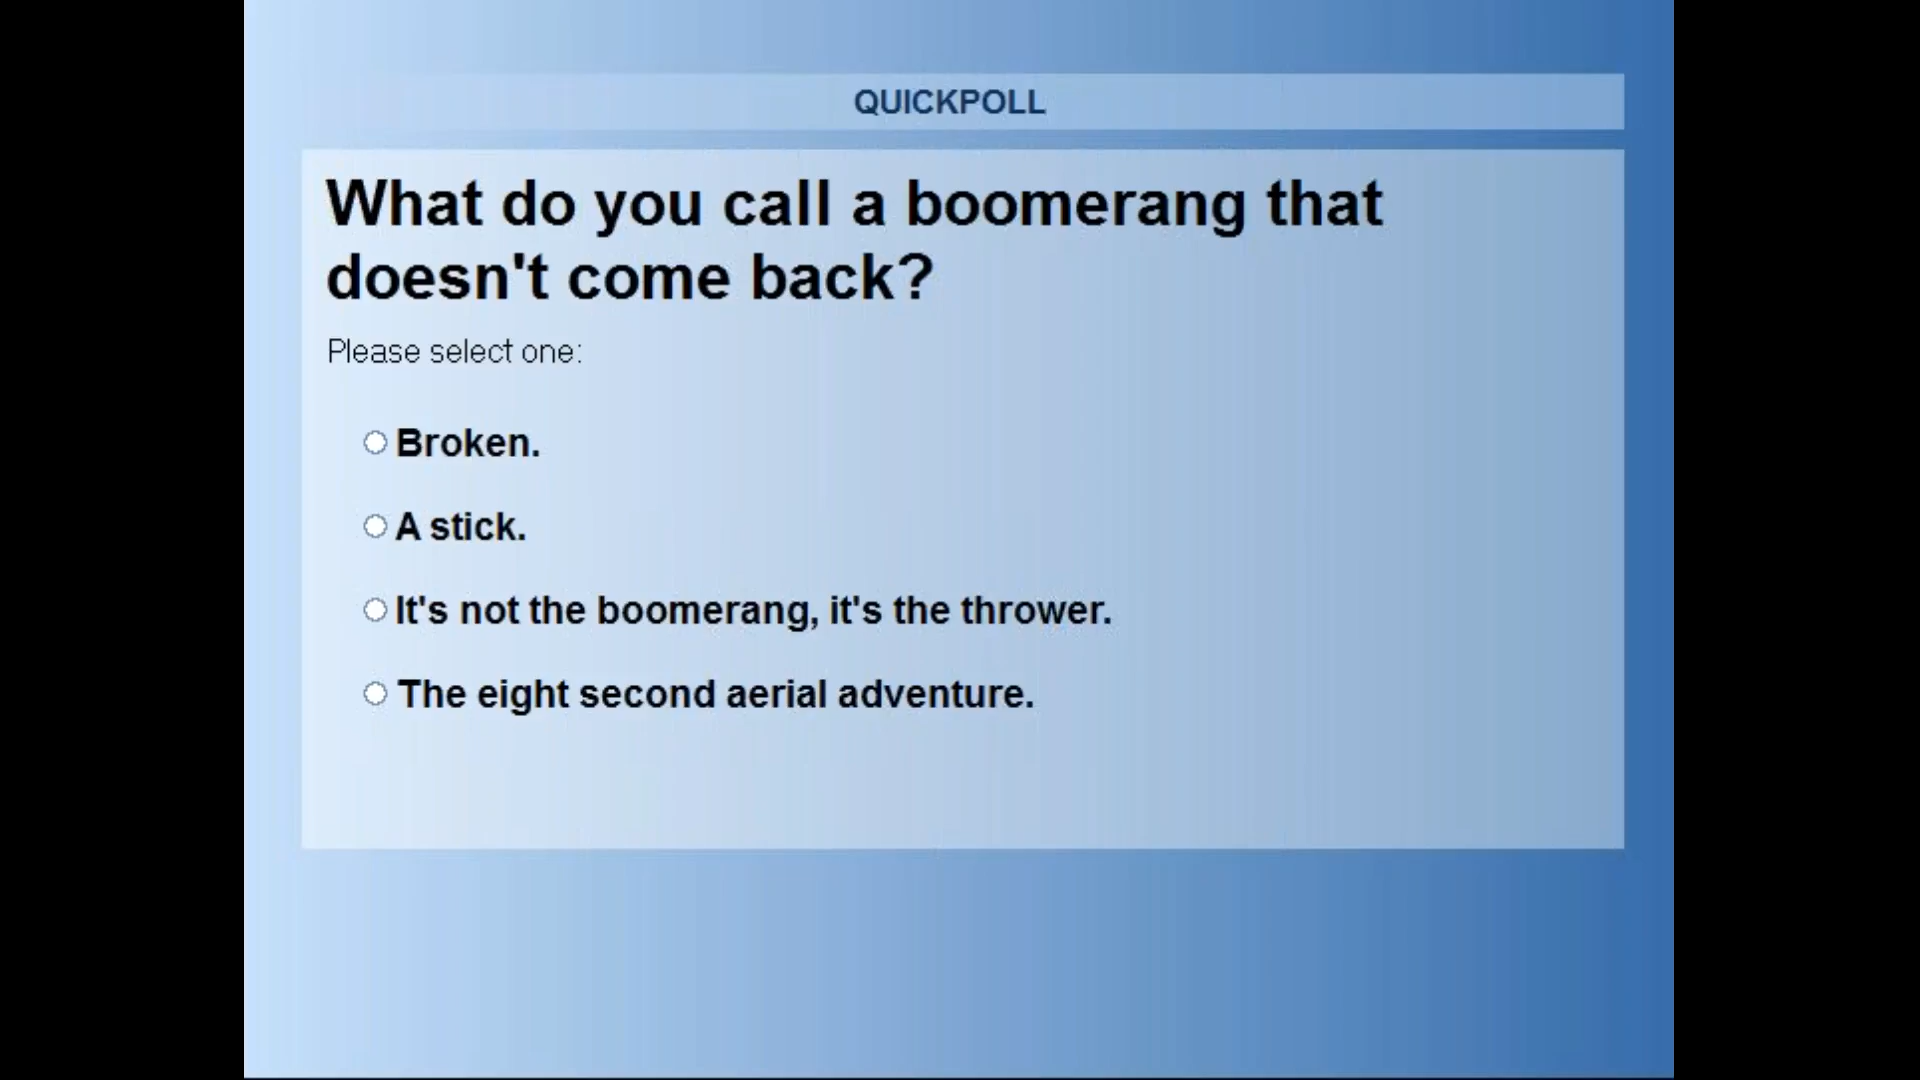 QUICKPOLL
What do you call a boomerang that
doesn't come back?
Please select one:
Broken.
A stick.
It's not the boomerang, it's the thrower.
The eight second aerial adventure.